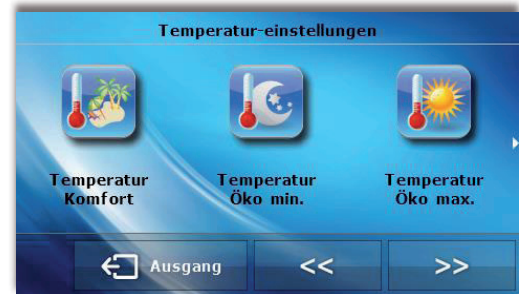 Temperatur-einstellungen
Temperatur
Komfort
Temperatur
Öko min.
Temperatur
Öko max.
Ausgang
<<
>>